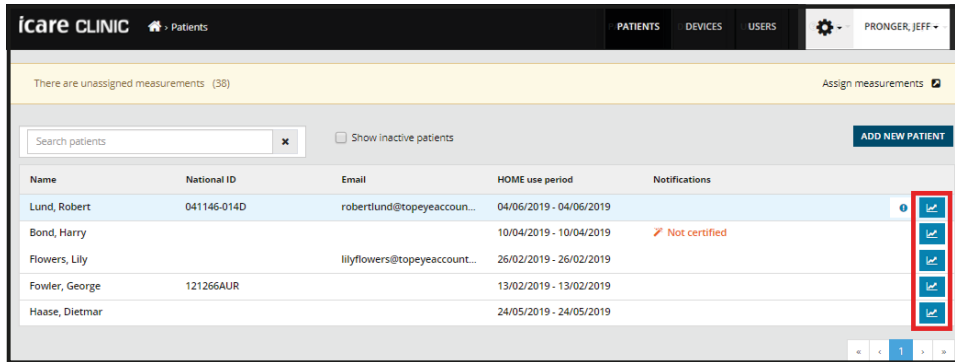 icare CLINIC > Patients PATIENTS DEVICES USERS PRONGER, JEFF
There are unassigned measurements (38) Assign measurements
Search patients Show inactive patients ADD NEW PATIENT
Name National ID Email HOME use period Notifications
Lund, Robert 041146-014D robertlund@topeyeaccoun... 04/06/2019 - 04/06/2019
Bond, Harry 10/04/2019 - 10/04/2019 Not certified
Flowers, Lily lilyflowers@topeyeaccount... 26/02/2019 - 26/02/2019
Fowler, George 121266AUR 13/02/2019 - 13/02/2019
Haase, Dietmar 24/05/2019 - 24/05/2019
« ‹ 1 › »